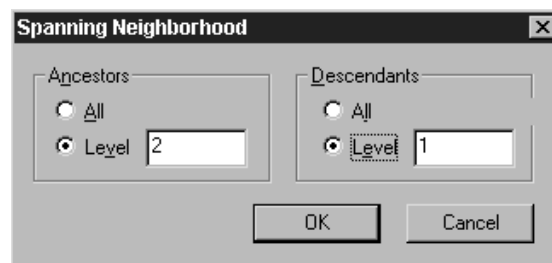 Spanning Neighborhood
Ancestors
Descendants
All
All
Level 2
Level 1
OK
Cancel